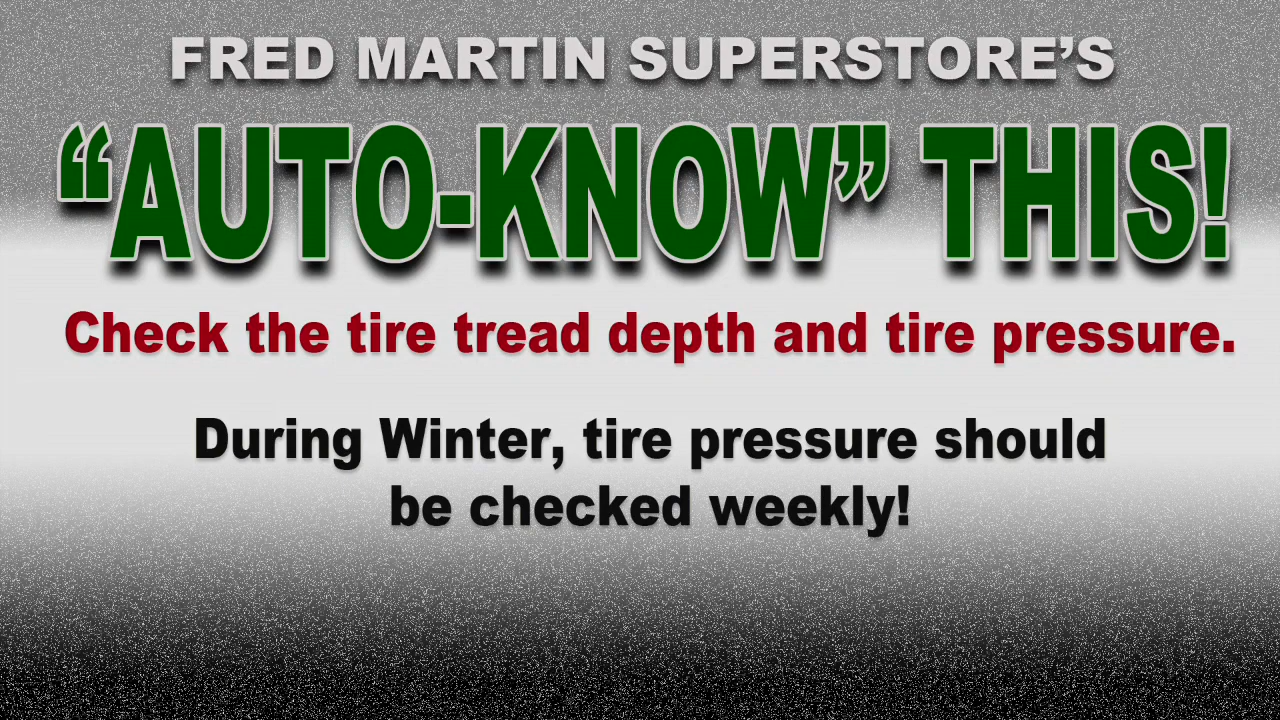 FRED MARTIN SUPERSTORE’S
“AUTO-KNOW” THIS!
Check the tire tread depth and tire pressure.
During Winter, tire pressure should
be checked weekly!